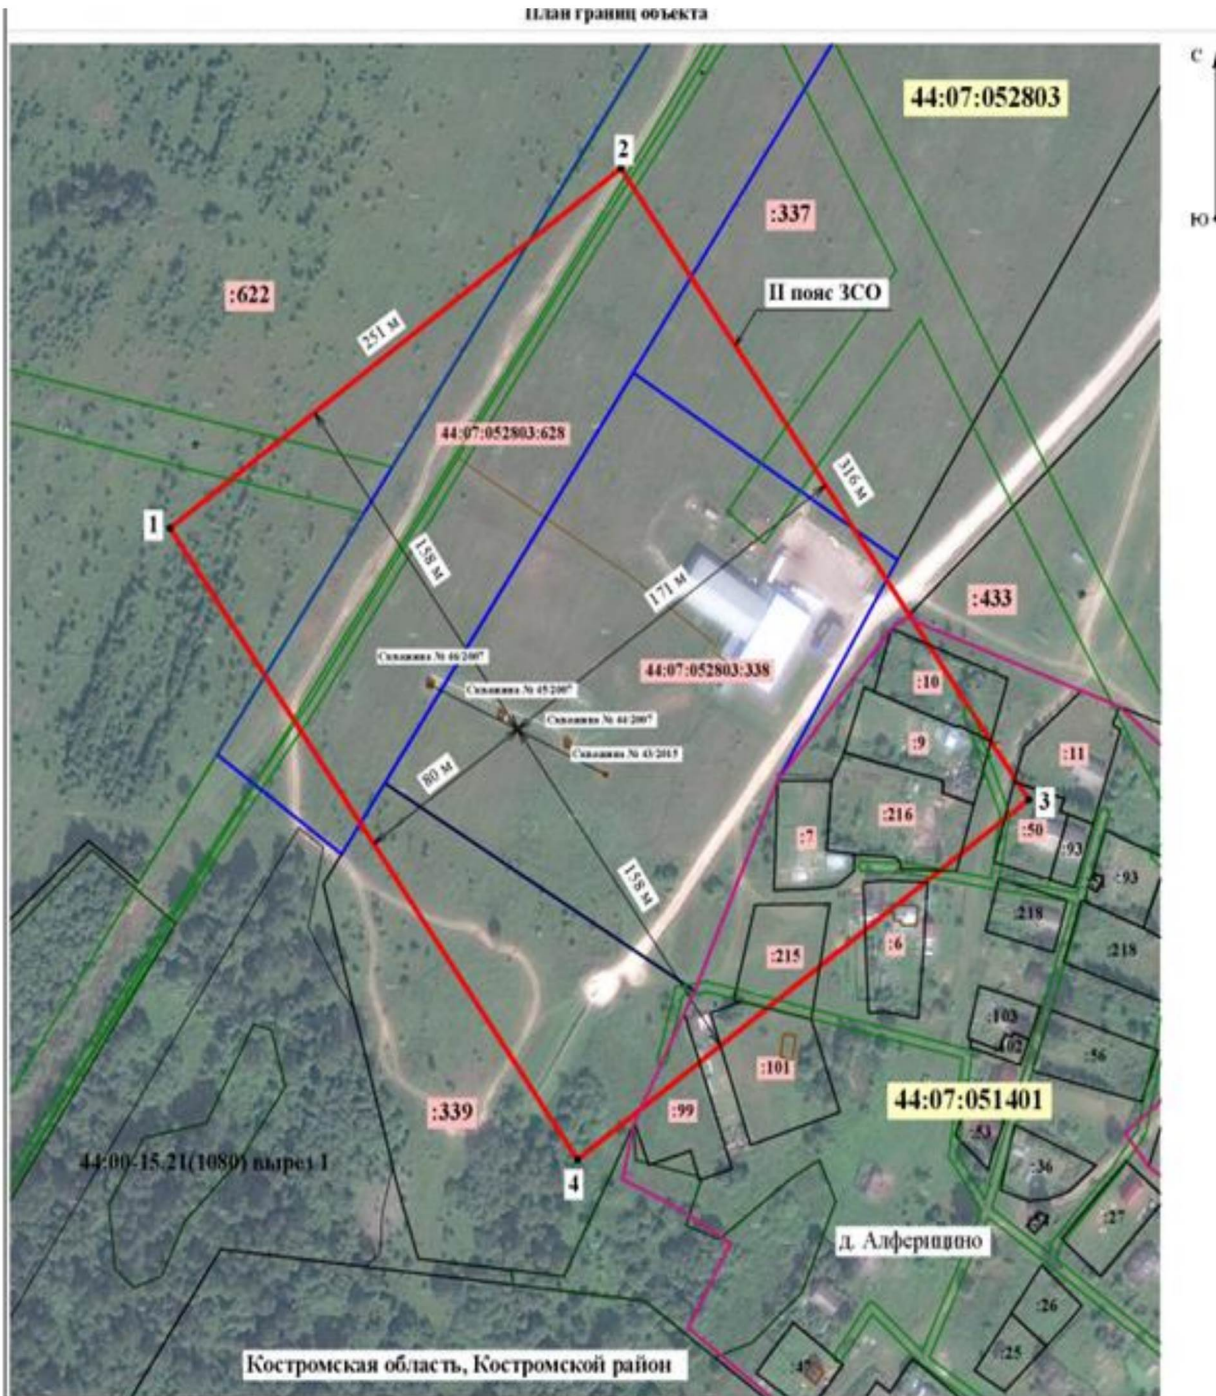 План границ объекта
С
44:07:052803
2
:337
Ю
:622
II пояс ЗСО
251 м
44:07:052803:628
316 м
1
158 м
171 м
:433
Скважина № 46/2007
44:07:052803:338
:10
Скважина № 45/2007
Скважина № 44/2007
:9
:11
Скважина № 43/2015
80 м
3
:216
:50
:7
:93
:93
158 м
:218
:6
:218
:215
:103
:102
:56
:101
44:07:051401
:339
:99
:53
44:00-15.21(1080) вырез 1
:36
4
:27
д. Алферицино
:26
:25
Костромская область, Костромской район
:47